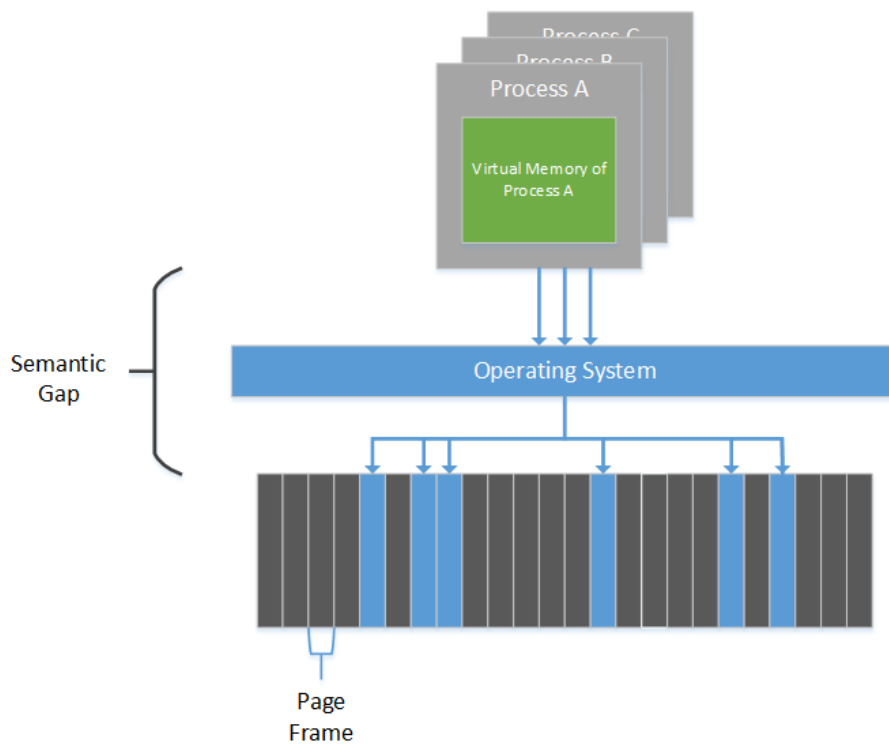 Process C
Process B
Process A
Virtual Memory of
Process A
Semantic
Gap
Operating System
Page
Frame